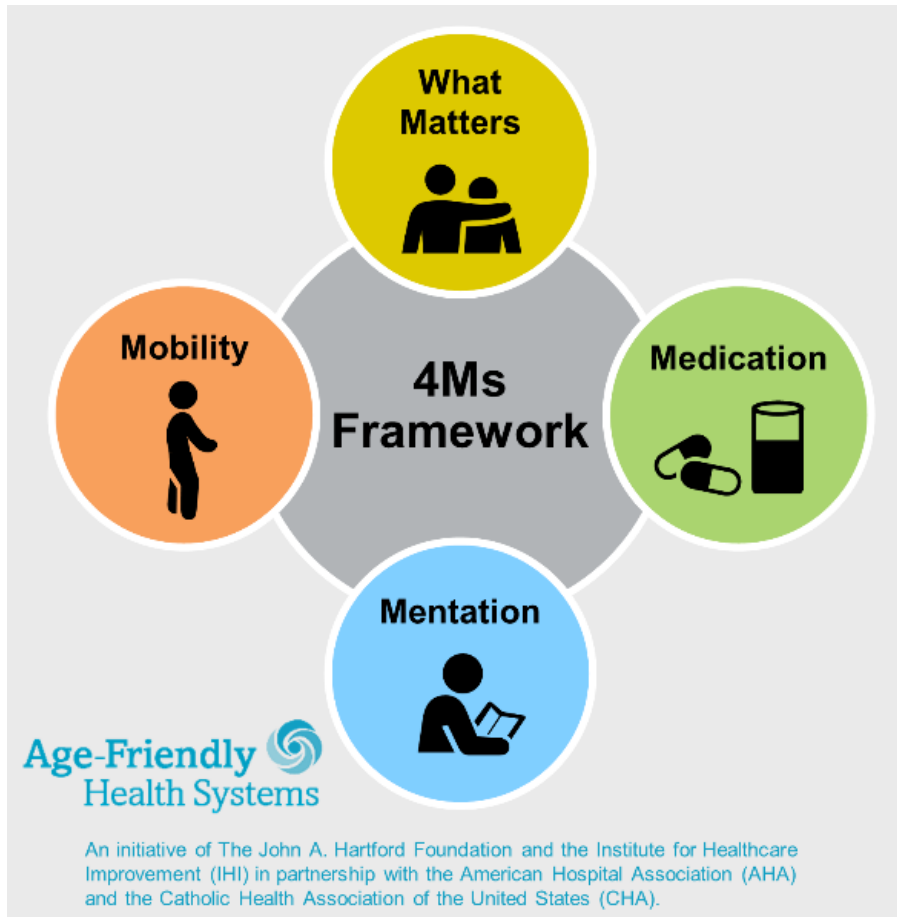 What
Matters
Mobility
4Ms
Framework
Medication
Mentation
Age-Friendly
Health Systems
An initiative of The John A. Hartford Foundation and the Institute for Healthcare
Improvement (IHI) in partnership with the American Hospital Association (AHA)
and the Catholic Health Association of the United States (CHA).